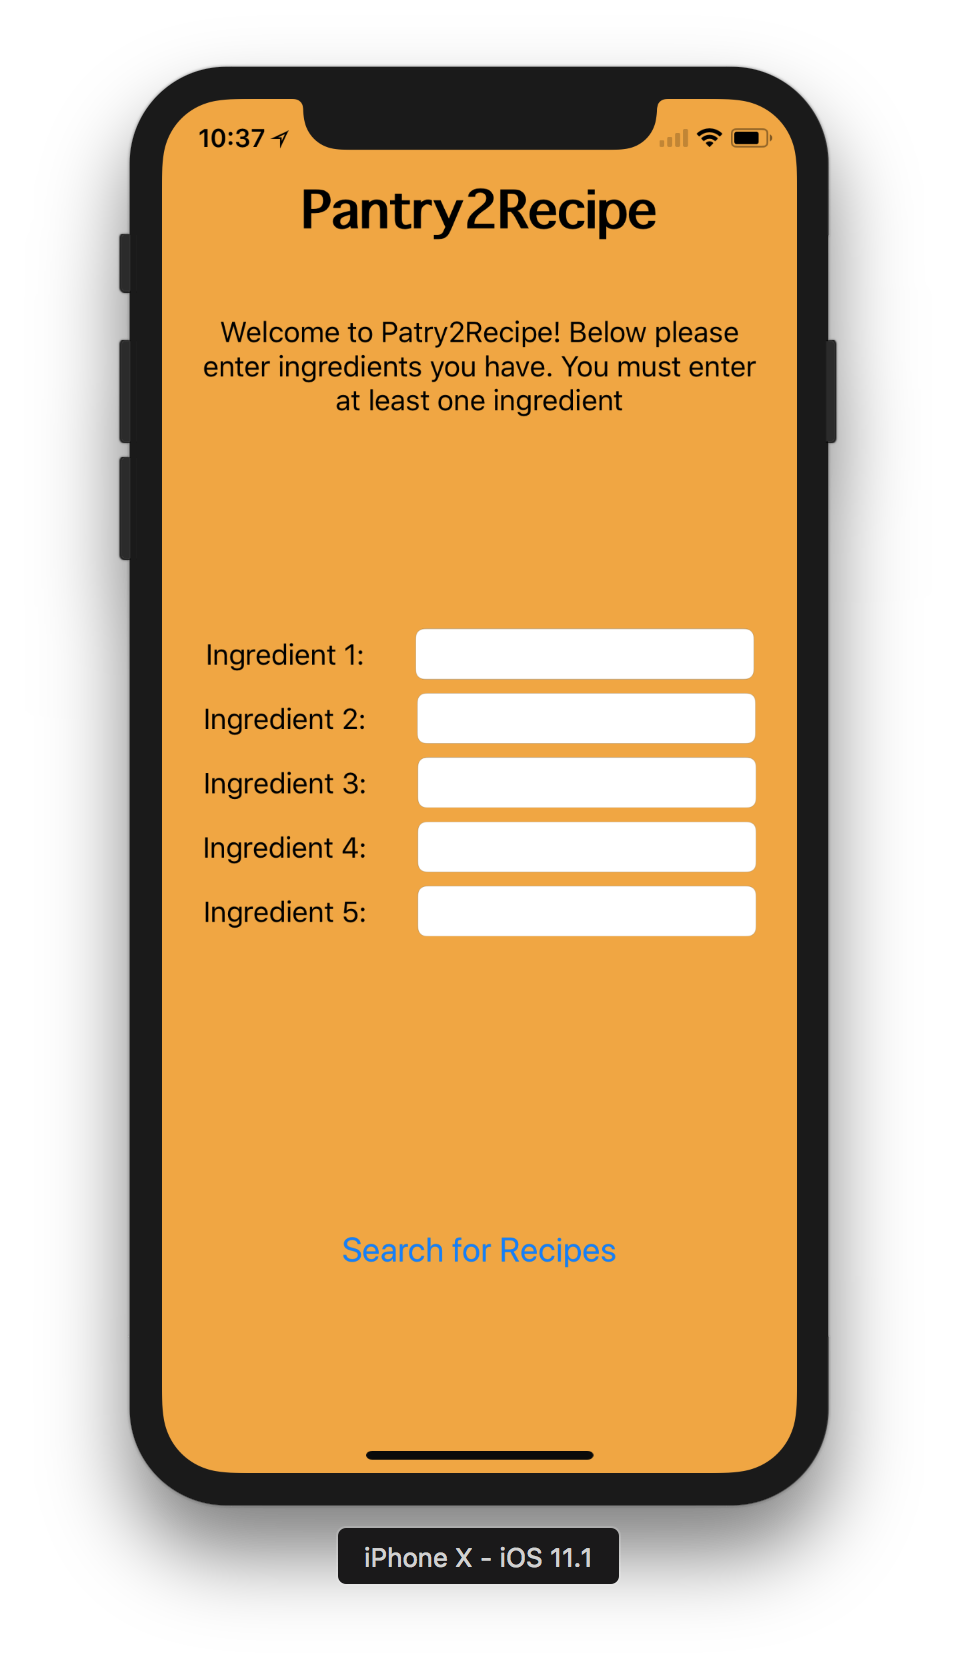 10:37
Pantry2Recipe
Welcome to Patry2Recipe! Below please
enter ingredients you have. You must enter
at least one ingredient
Ingredient 1:
Ingredient 2:
Ingredient 3:
Ingredient 4:
Ingredient 5:
Search for Recipes
iPhone X - iOS 11.1